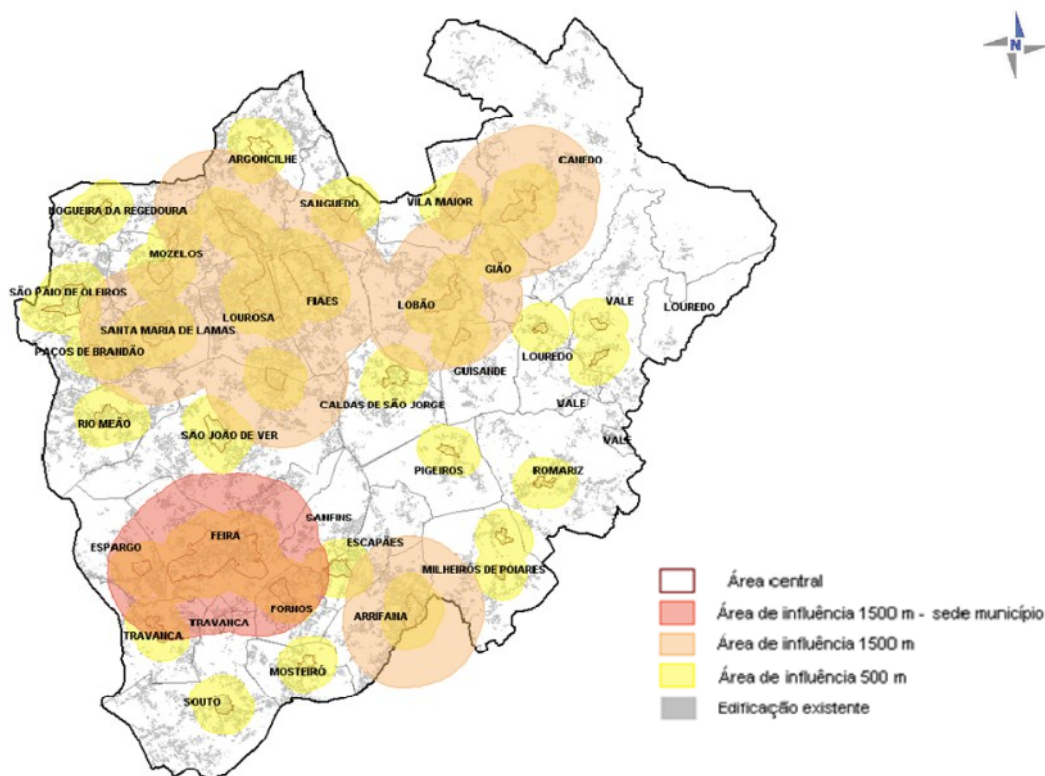 N
CANEDO
ARGONCILHE
SANGUEDO
VILA MAIOR
NOGUEIRA DA REGEDOURA
MOZELOS
GIÃO
SÃO PAIO DE OLEIROS
FIÃES
LOBÃO
VALE
LOUREDO
LOUROSA
SANTA MARIA DE LAMAS
PAÇOS DE BRANDÃO
LOUREDO
GUISANDE
CALDAS DE SÃO JORGE
VALE
RIO MEÃO
SÃO JOÃO DE VER
VALE
PIGEIROS
ROMARIZ
SANFINS
FEIRA
ESCAPÃES
ESPARGO
MILHEIROS DE POIARES
FORNOS
ARRIFANA
TRAVANCA
TRAVANCA
MOSTEIRÓ
SOUTO
Área central
Área de influência 1500 m - sede município
Área de influência 1500 m
Área de influência 500 m
Edificação existente